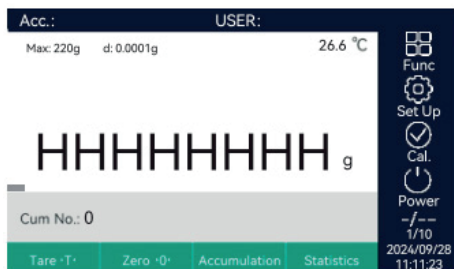 Acc.: USER:
Max: 220g d: 0.0001g 26.6 °C
Func
Set Up
HHHHHHHH g
Cal.
Power
Cum No.: 0
-/--
1/10
Tare ·T· Zero ·0· Accumulation Statistics
2024/09/28
11:11:23